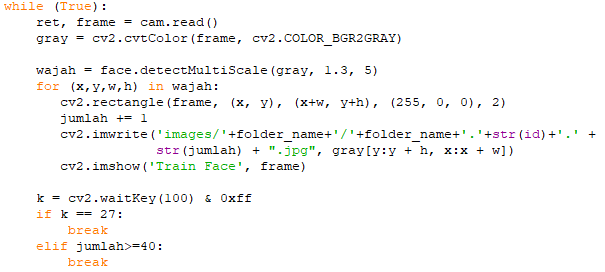 while (True):
    ret, frame = cam.read()
    gray = cv2.cvtColor(frame, cv2.COLOR_BGR2GRAY)

    wajah = face.detectMultiScale(gray, 1.3, 5)
    for (x,y,w,h) in wajah:
       cv2.rectangle(frame, (x, y), (x+w, y+h), (255, 0, 0), 2)
       jumlah += 1
       cv2.imwrite('images/'+folder_name+'/'+folder_name+'.'+str(id)+'.' +
                   str(jumlah) + ".jpg", gray[y:y + h, x:x + w])
       cv2.imshow('Train Face', frame)

    k = cv2.waitKey(100) & 0xff
    if k == 27:
        break
    elif jumlah>=40:
        break